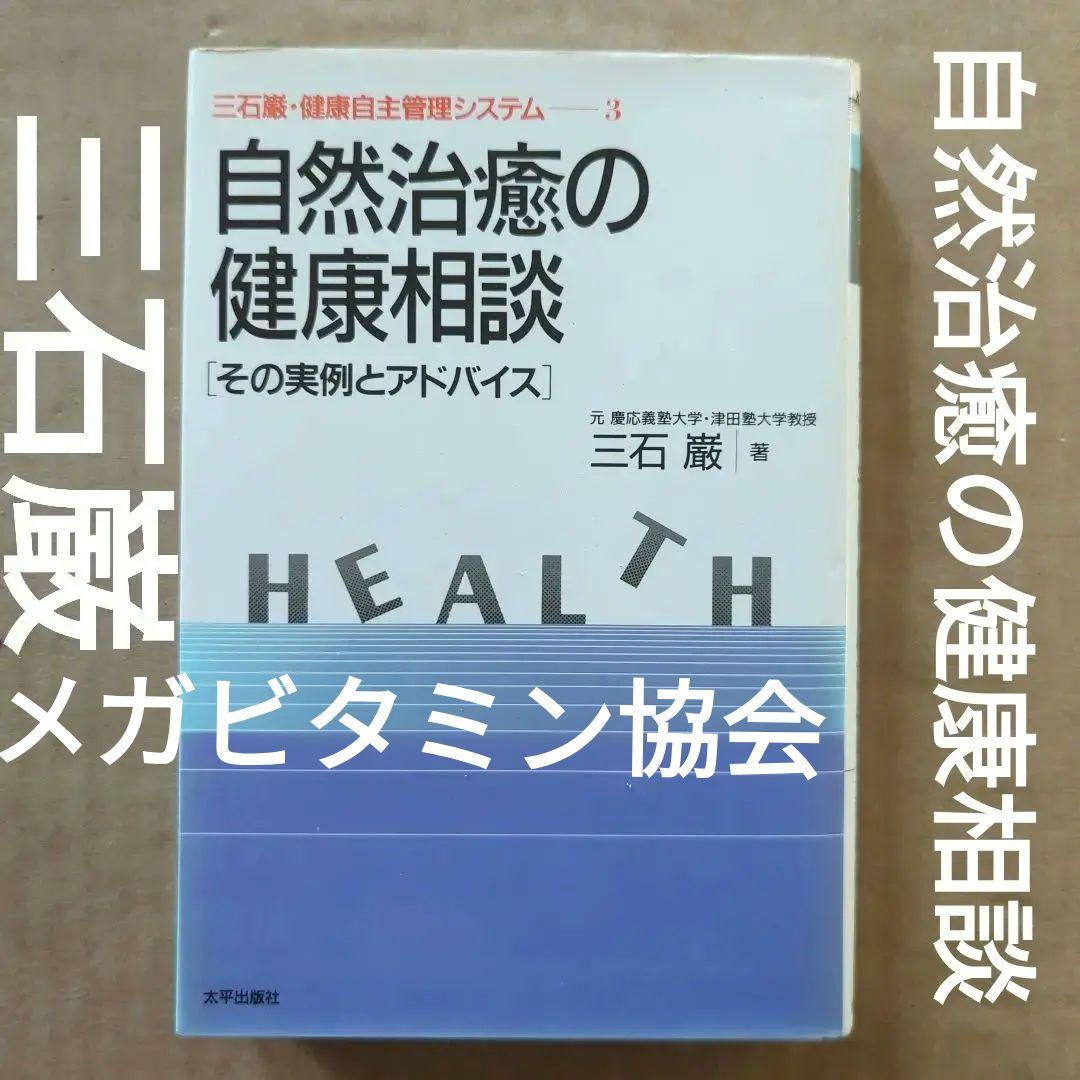 三石巌・健康自主管理システム──3
自然治癒の
健康相談
[その実例とアドバイス]
元 慶応義塾大学・津田塾大学教授
三石 巌 著
HEALTH
太平出版社
三石巌
メガビタミン協会
自然治癒の健康相談